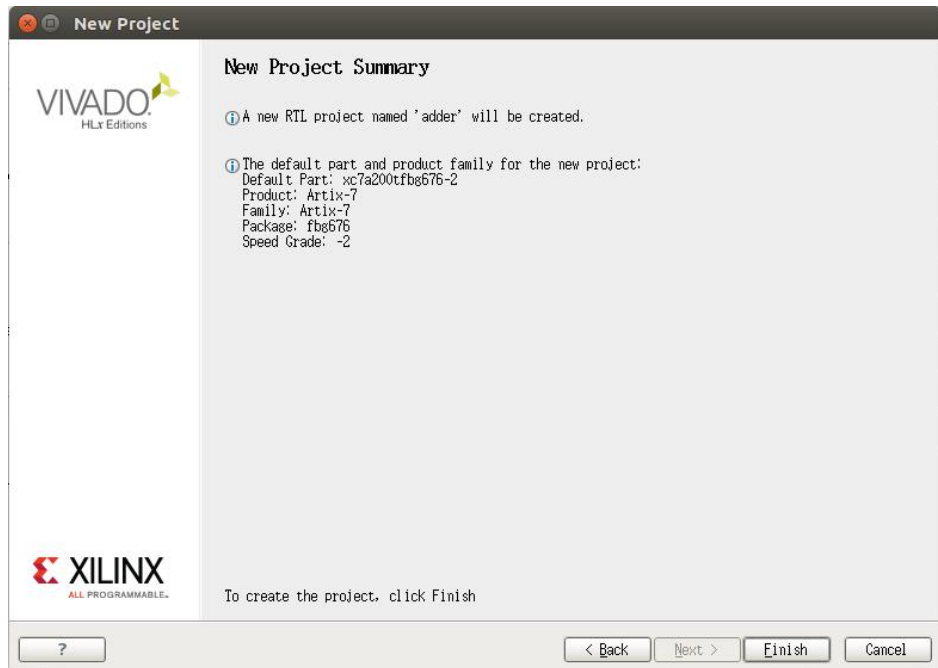 New Project
VIVADO.
HLx Editions
New Project Summary
A new RTL project named 'adder' will be created.
The default part and product family for the new project:
Default Part: xc7a200tfbg676-2
Product: Artix-7
Family: Artix-7
Package: fbg676
Speed Grade: -2
XILINX
ALL PROGRAMMABLE.
To create the project, click Finish
? < Back Next > Finish Cancel